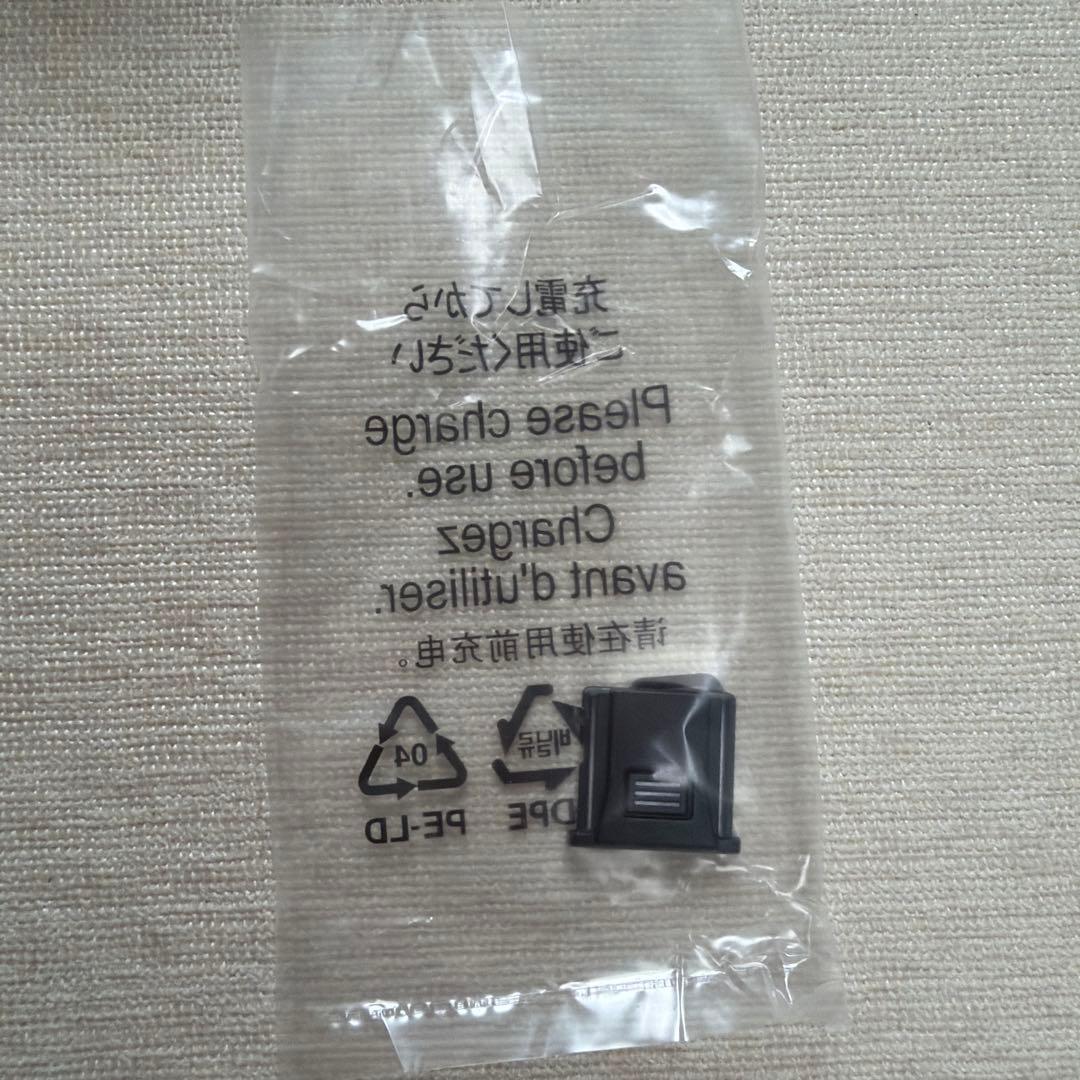 充電してから
ご使用ください
Please charge
before use.
Chargez
avant d'utiliser.
请在使用前充电。
비닐류
04
DPE
PE-LD